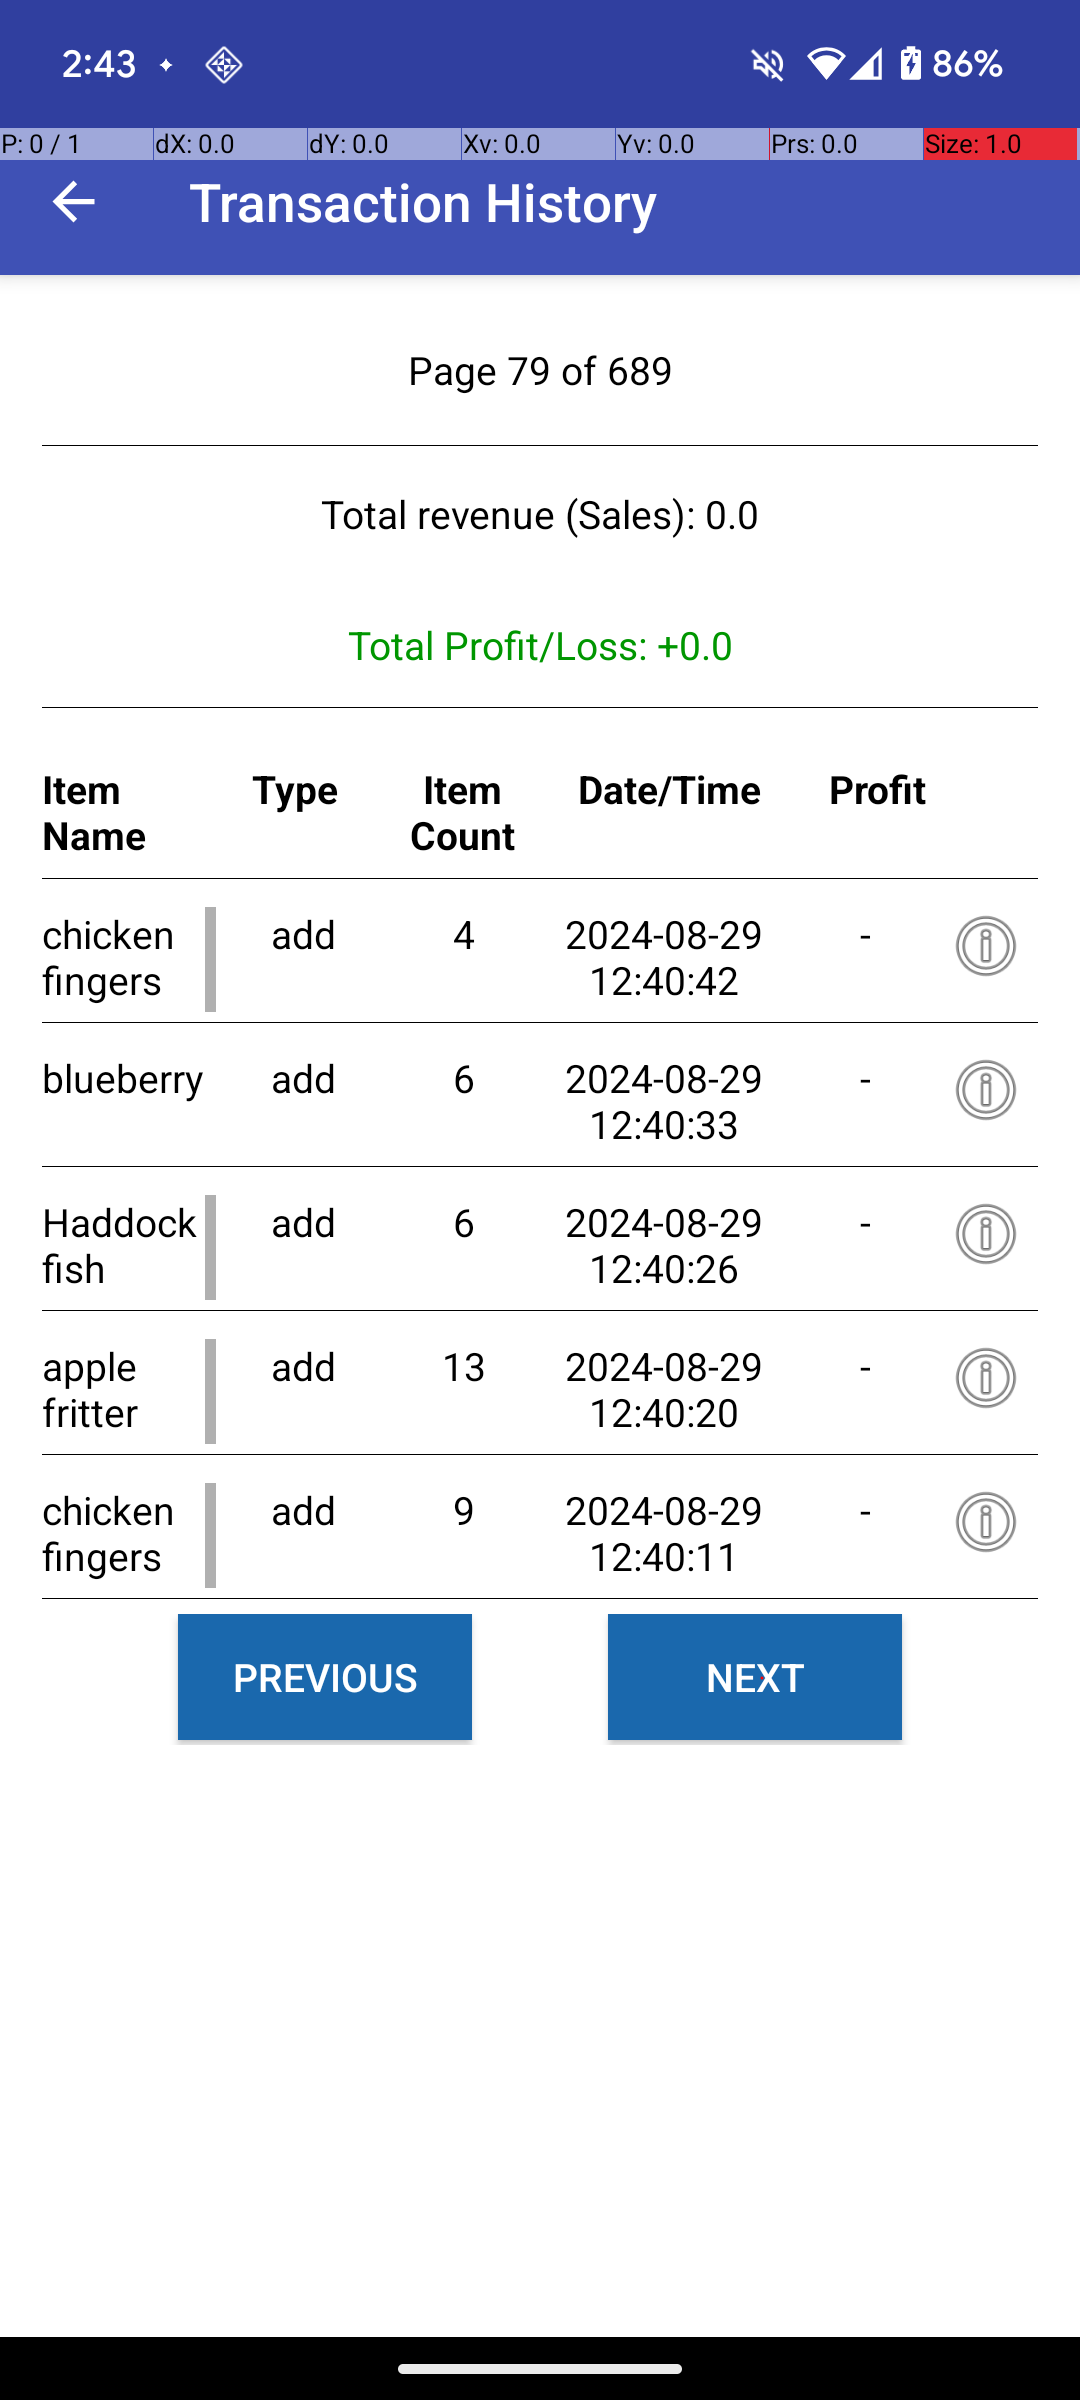 2:43
86%
P: 0 / 1 dX: 0.0 dY: 0.0 Xv: 0.0 Yv: 0.0 Prs: 0.0 Size: 1.0
Transaction History
Page 79 of 689
Total revenue (Sales): 0.0
Total Profit/Loss: +0.0
Item Name Type Item Count Date/Time Profit
chicken fingers add 4 2024-08-29 12:40:42 -
blueberry add 6 2024-08-29 12:40:33 -
Haddock fish add 6 2024-08-29 12:40:26 -
apple fritter add 13 2024-08-29 12:40:20 -
chicken fingers add 9 2024-08-29 12:40:11 -
PREVIOUS NEXT